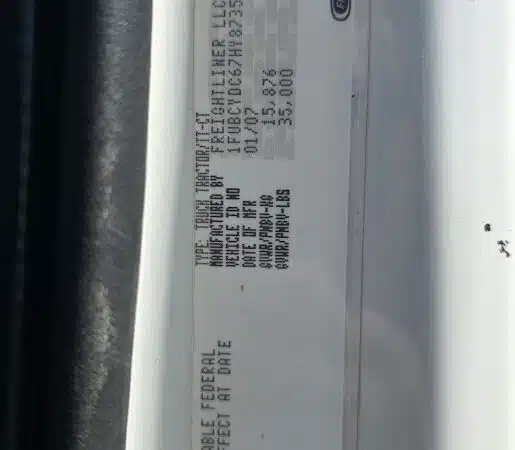 TYPE: TRUCK TRACTOR/TT-CT
MANUFACTURED BY FREIGHTLINER LLC
VEHICLE ID NO 1FUBCYDC67HY8735
DATE OF MFR 01/07
GVWR/PNBV-KG 15,876
GVWR/PNBV-LBS 35,000
ABLE FEDERAL
FFECT AT DATE